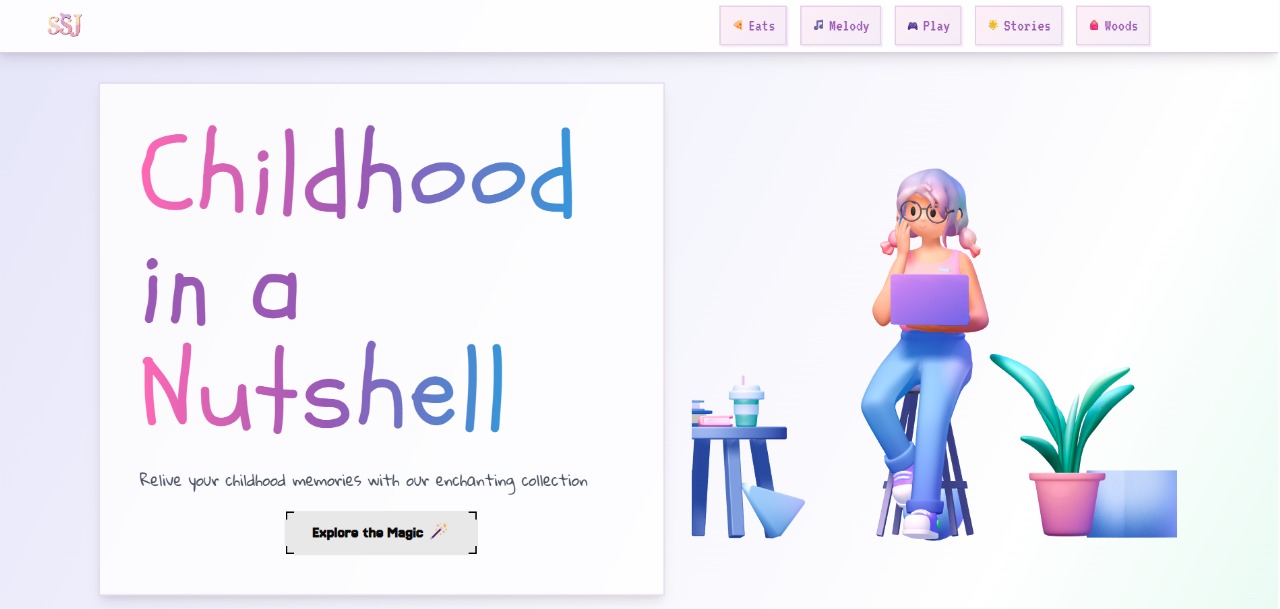 SSJ
🍕 Eats 🎵 Melody 🎮 Play 🌟 Stories 🎒 Woods
Childhood
in a
Nutshell
Relive your childhood memories with our enchanting collection
Explore the Magic 🪄